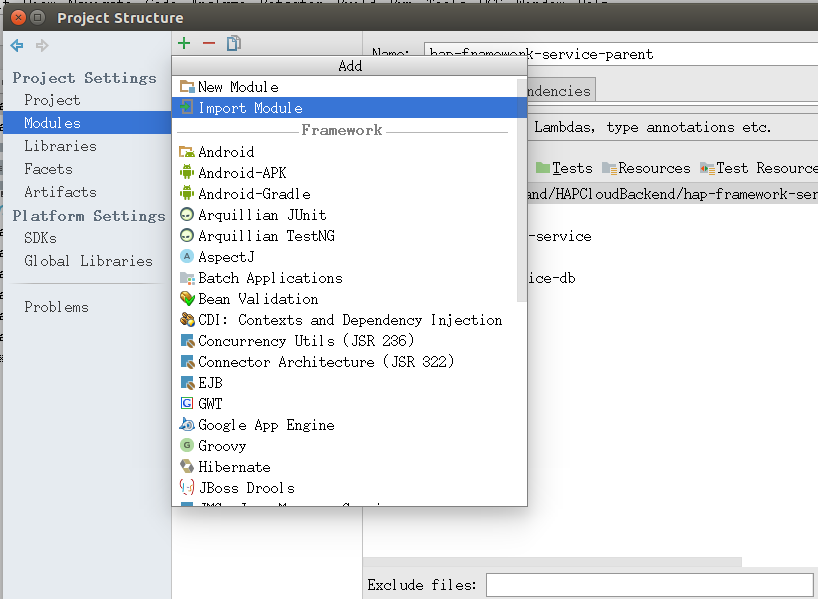 Project Structure
Name: hap-framework-service-parent
Project Settings
Project
Modules
Libraries
Facets
Artifacts
Platform Settings
SDKs
Global Libraries
Problems
Add
New Module
Import Module
Framework
Android
Android-APK
Android-Gradle
Arquillian JUnit
Arquillian TestNG
AspectJ
Batch Applications
Bean Validation
CDI: Contexts and Dependency Injection
Concurrency Utils (JSR 236)
Connector Architecture (JSR 322)
EJB
GWT
Google App Engine
Groovy
Hibernate
JBoss Drools
ndencies
Lambdas, type annotations etc.
Tests Resources Test Resource
and/HAPCloudBackend/hap-framework-ser
-service
ice-db
Exclude files: